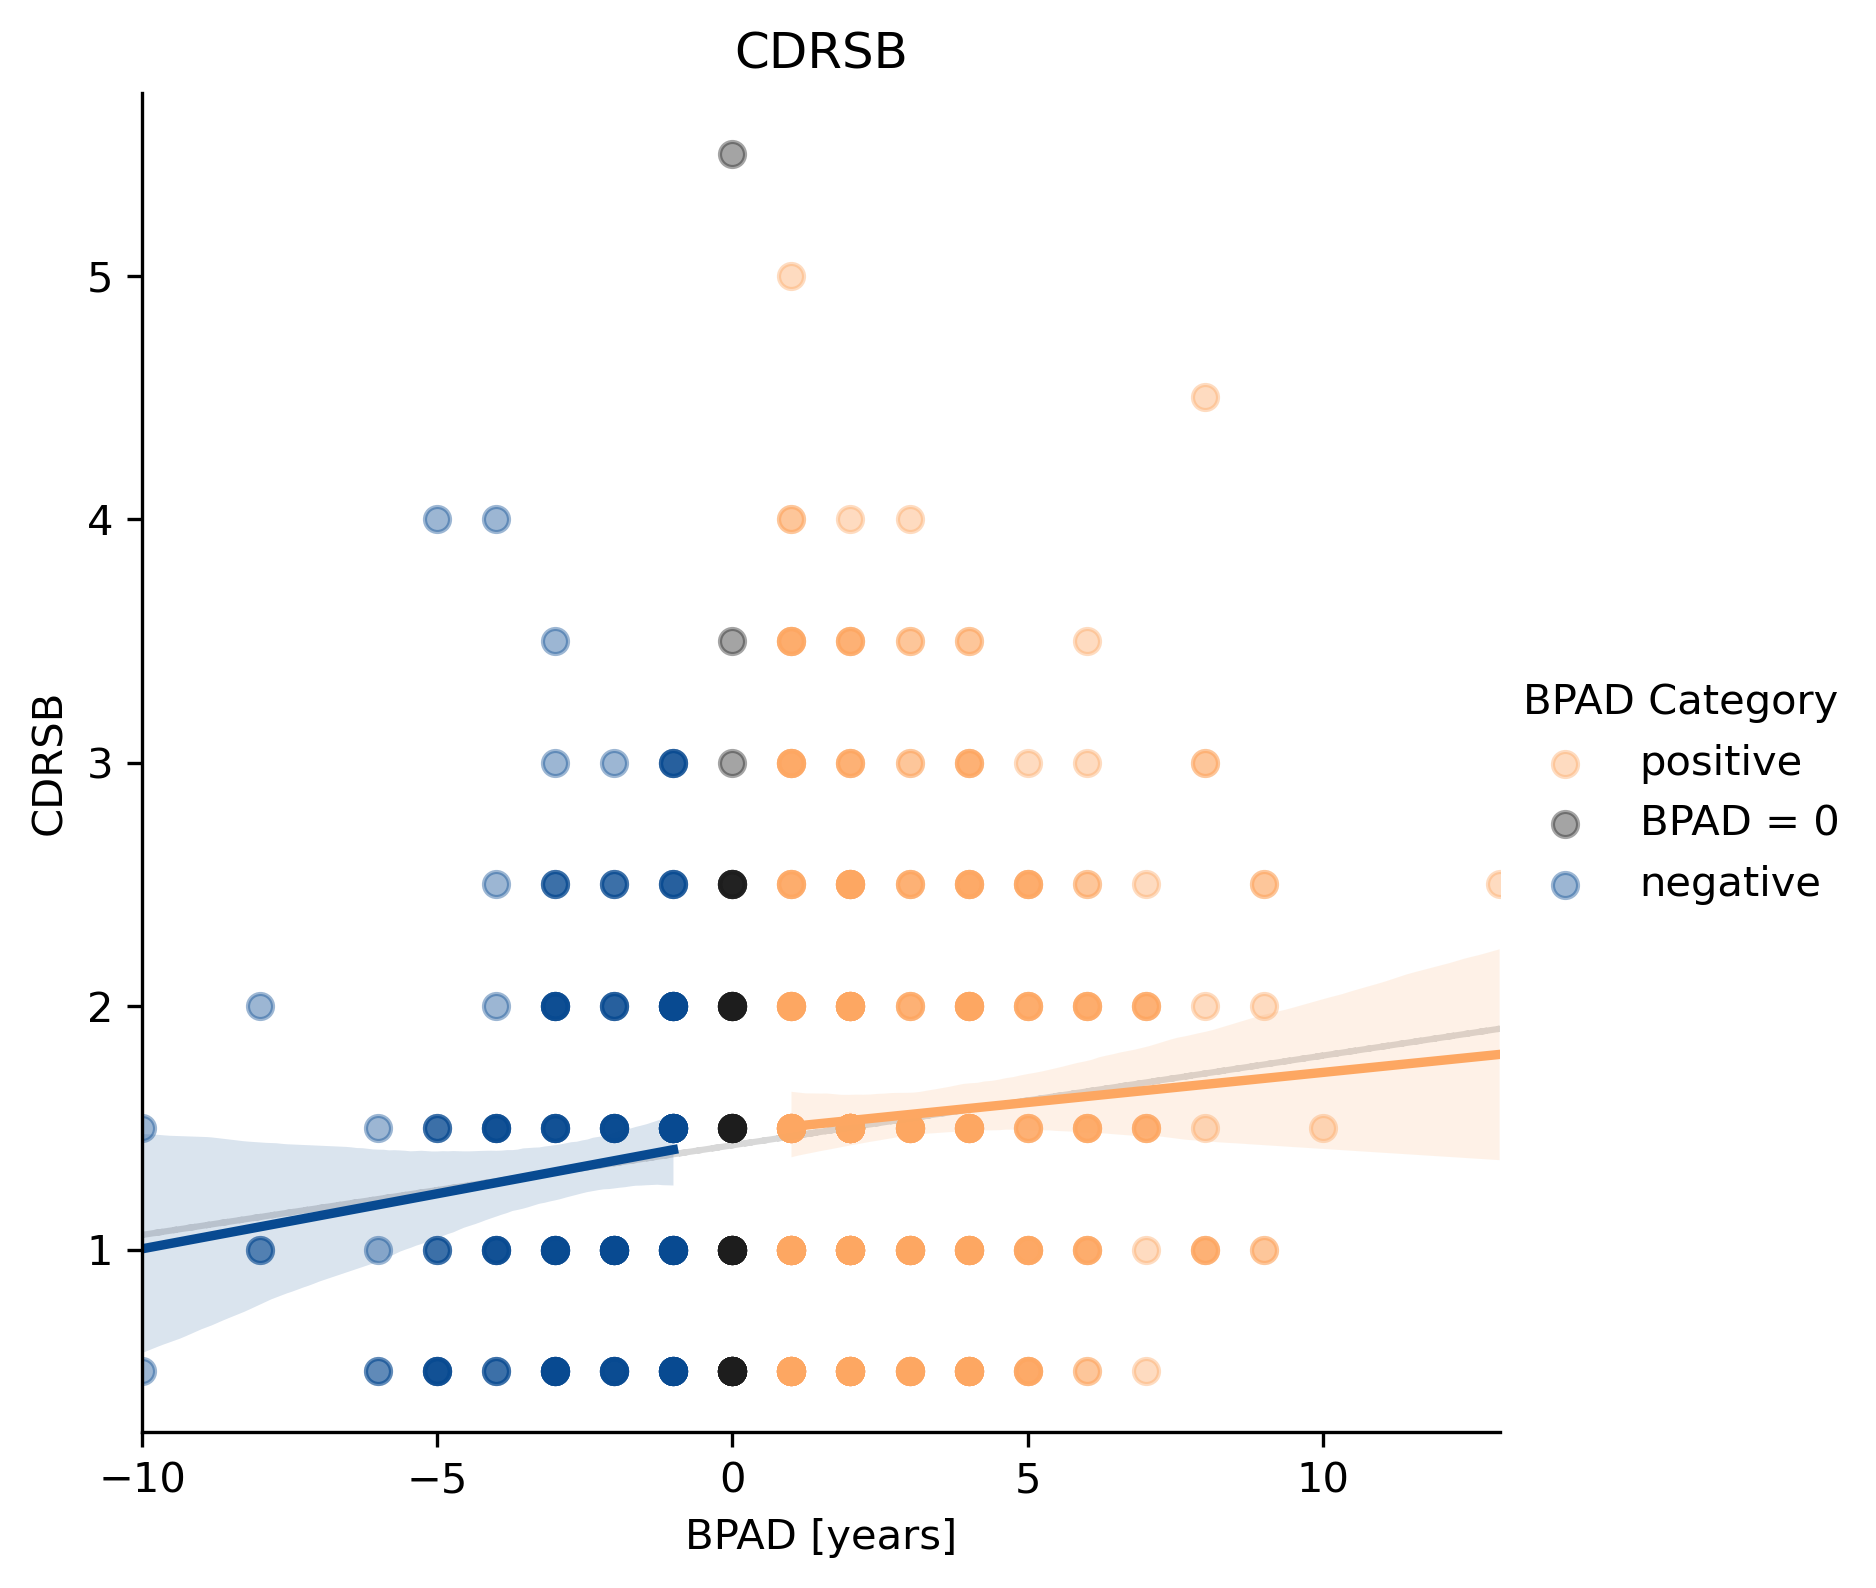 CDRSB
5
4
3
2
1
CDRSB
−10
−5
0
5
10
BPAD [years]
BPAD Category
positive
BPAD = 0
negative